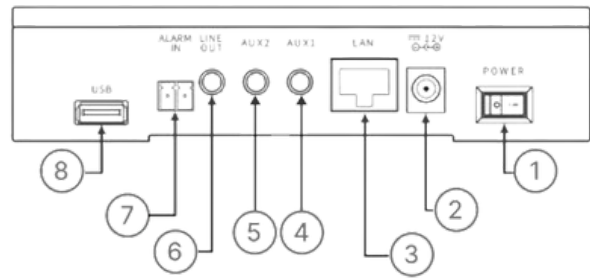 ALARM IN
LINE OUT
AUX2
AUX1
LAN
12V
POWER
USB
8
7
6
5
4
3
2
1